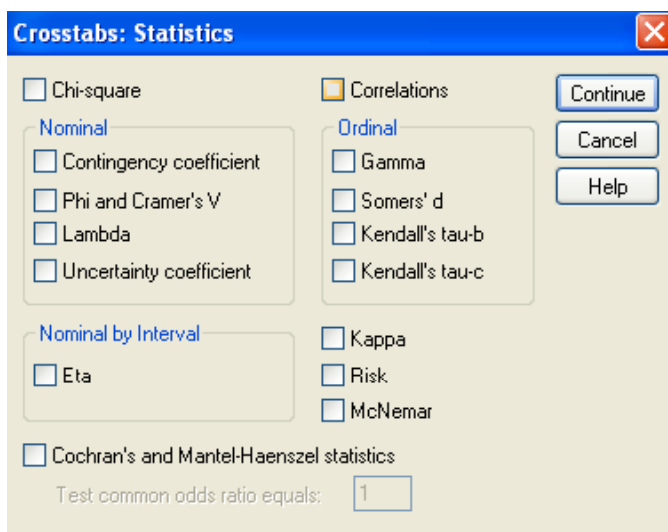 Crosstabs: Statistics
Chi-square
Correlations
Continue
Cancel
Help
Nominal
Contingency coefficient
Phi and Cramer's V
Lambda
Uncertainty coefficient
Ordinal
Gamma
Somers' d
Kendall's tau-b
Kendall's tau-c
Nominal by Interval
Eta
Kappa
Risk
McNemar
Cochran's and Mantel-Haenszel statistics
Test common odds ratio equals: 1